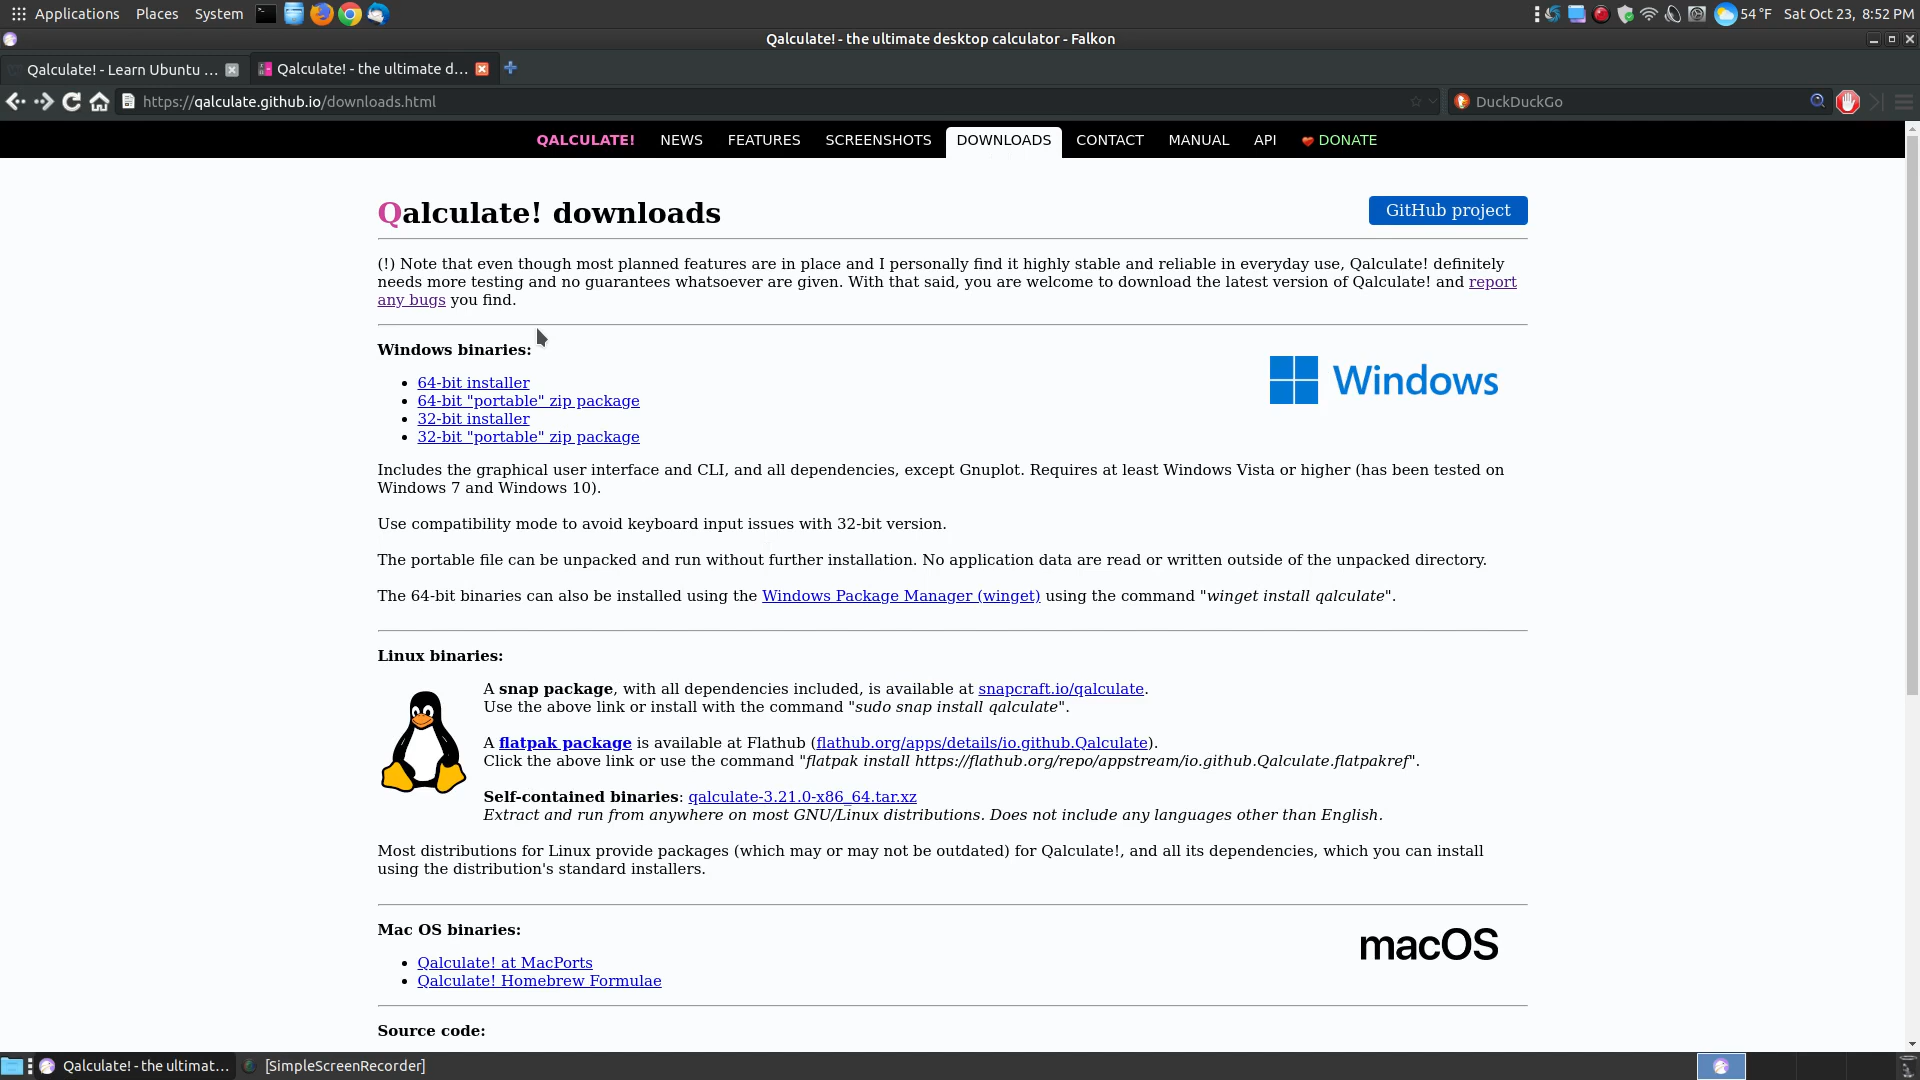 Applications Places System 54 °F Sat Oct 23, 8:52 PM
Qalculate! - the ultimate desktop calculator - Falkon
Qalculate! - Learn Ubuntu ... Qalculate! - the ultimate d...
https://qalculate.github.io/downloads.html DuckDuckGo
QALCULATE! NEWS FEATURES SCREENSHOTS DOWNLOADS CONTACT MANUAL API DONATE
Qalculate! downloads
GitHub project
(!) Note that even though most planned features are in place and I personally find it highly stable and reliable in everyday use, Qalculate! definitely
needs more testing and no guarantees whatsoever are given. With that said, you are welcome to download the latest version of Qalculate! and report
any bugs you find.
Windows binaries:
Windows
• 64-bit installer
• 64-bit "portable" zip package
• 32-bit installer
• 32-bit "portable" zip package
Includes the graphical user interface and CLI, and all dependencies, except Gnuplot. Requires at least Windows Vista or higher (has been tested on
Windows 7 and Windows 10).
Use compatibility mode to avoid keyboard input issues with 32-bit version.
The portable file can be unpacked and run without further installation. No application data are read or written outside of the unpacked directory.
The 64-bit binaries can also be installed using the Windows Package Manager (winget) using the command "winget install qalculate".
Linux binaries:
A snap package, with all dependencies included, is available at snapcraft.io/qalculate.
Use the above link or install with the command "sudo snap install qalculate".
A flatpak package is available at Flathub (flathub.org/apps/details/io.github.Qalculate).
Click the above link or use the command "flatpak install https://flathub.org/repo/appstream/io.github.Qalculate.flatpakref".
Self-contained binaries: qalculate-3.21.0-x86_64.tar.xz
Extract and run from anywhere on most GNU/Linux distributions. Does not include any languages other than English.
Most distributions for Linux provide packages (which may or may not be outdated) for Qalculate!, and all its dependencies, which you can install
using the distribution's standard installers.
Mac OS binaries:
macOS
• Qalculate! at MacPorts
• Qalculate! Homebrew Formulae
Source code:
Qalculate! - the ultimat... [SimpleScreenRecorder]